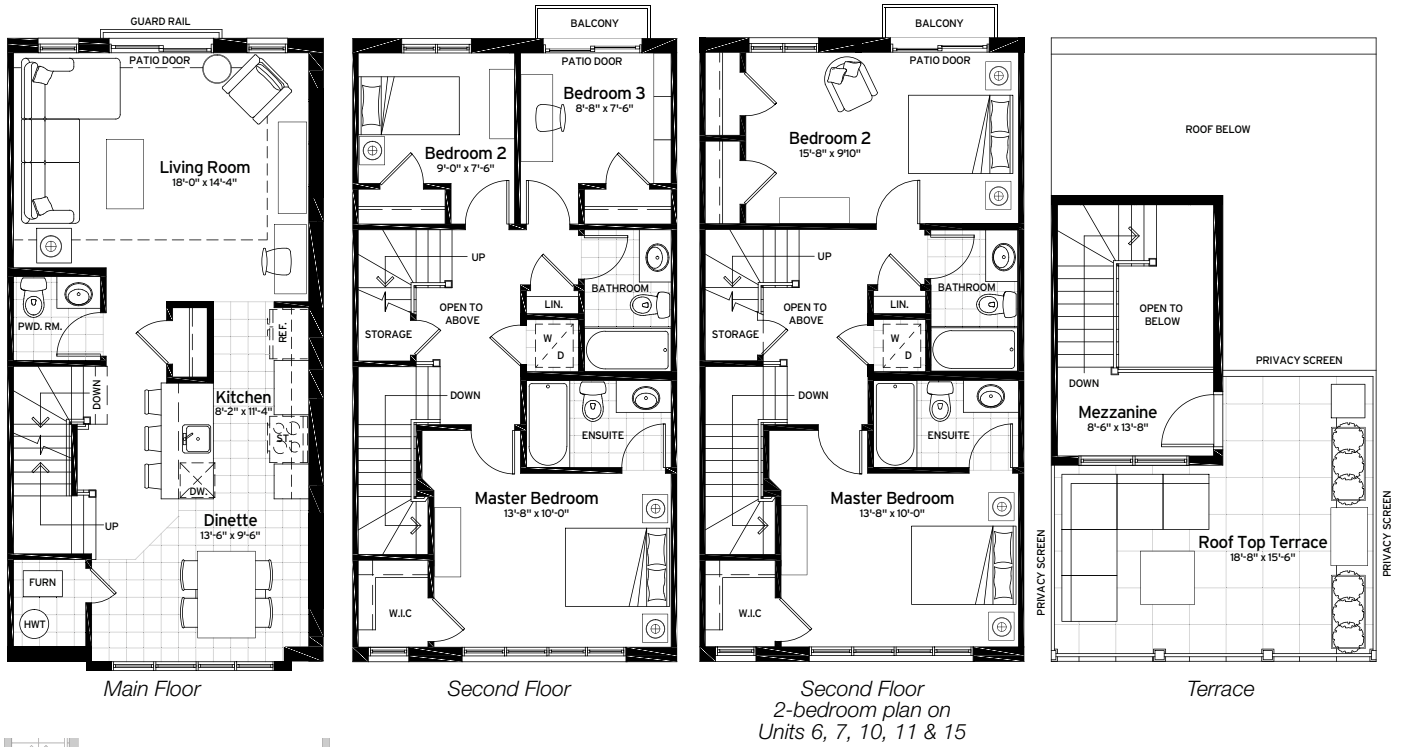 GUARD RAIL
PATIO DOOR
Living Room
18'-0" x 14'-4"
PWD. RM.
REF.
DOWN
Kitchen
8'-2" x 11'-4"
ST.
DW.
UP
Dinette
13'-6" x 9'-6"
FURN
HWT
Main Floor
BALCONY
PATIO DOOR
Bedroom 3
8'-8" x 7'-6"
Bedroom 2
9'-0" x 7'-6"
UP
BATHROOM
LIN.
OPEN TO
ABOVE
STORAGE
W
D
DOWN
ENSUITE
Master Bedroom
13'-8" x 10'-0"
W.I.C
Second Floor
BALCONY
PATIO DOOR
Bedroom 2
15'-8" x 9'10"
UP
BATHROOM
LIN.
OPEN TO
ABOVE
STORAGE
W
D
DOWN
ENSUITE
Master Bedroom
13'-8" x 10'-0"
W.I.C
Second Floor
2-bedroom plan on
Units 6, 7, 10, 11 & 15
ROOF BELOW
OPEN TO
BELOW
PRIVACY SCREEN
DOWN
Mezzanine
8'-6" x 13'-8"
Roof Top Terrace
18'-8" x 15'-6"
PRIVACY SCREEN
PRIVACY SCREEN
Terrace